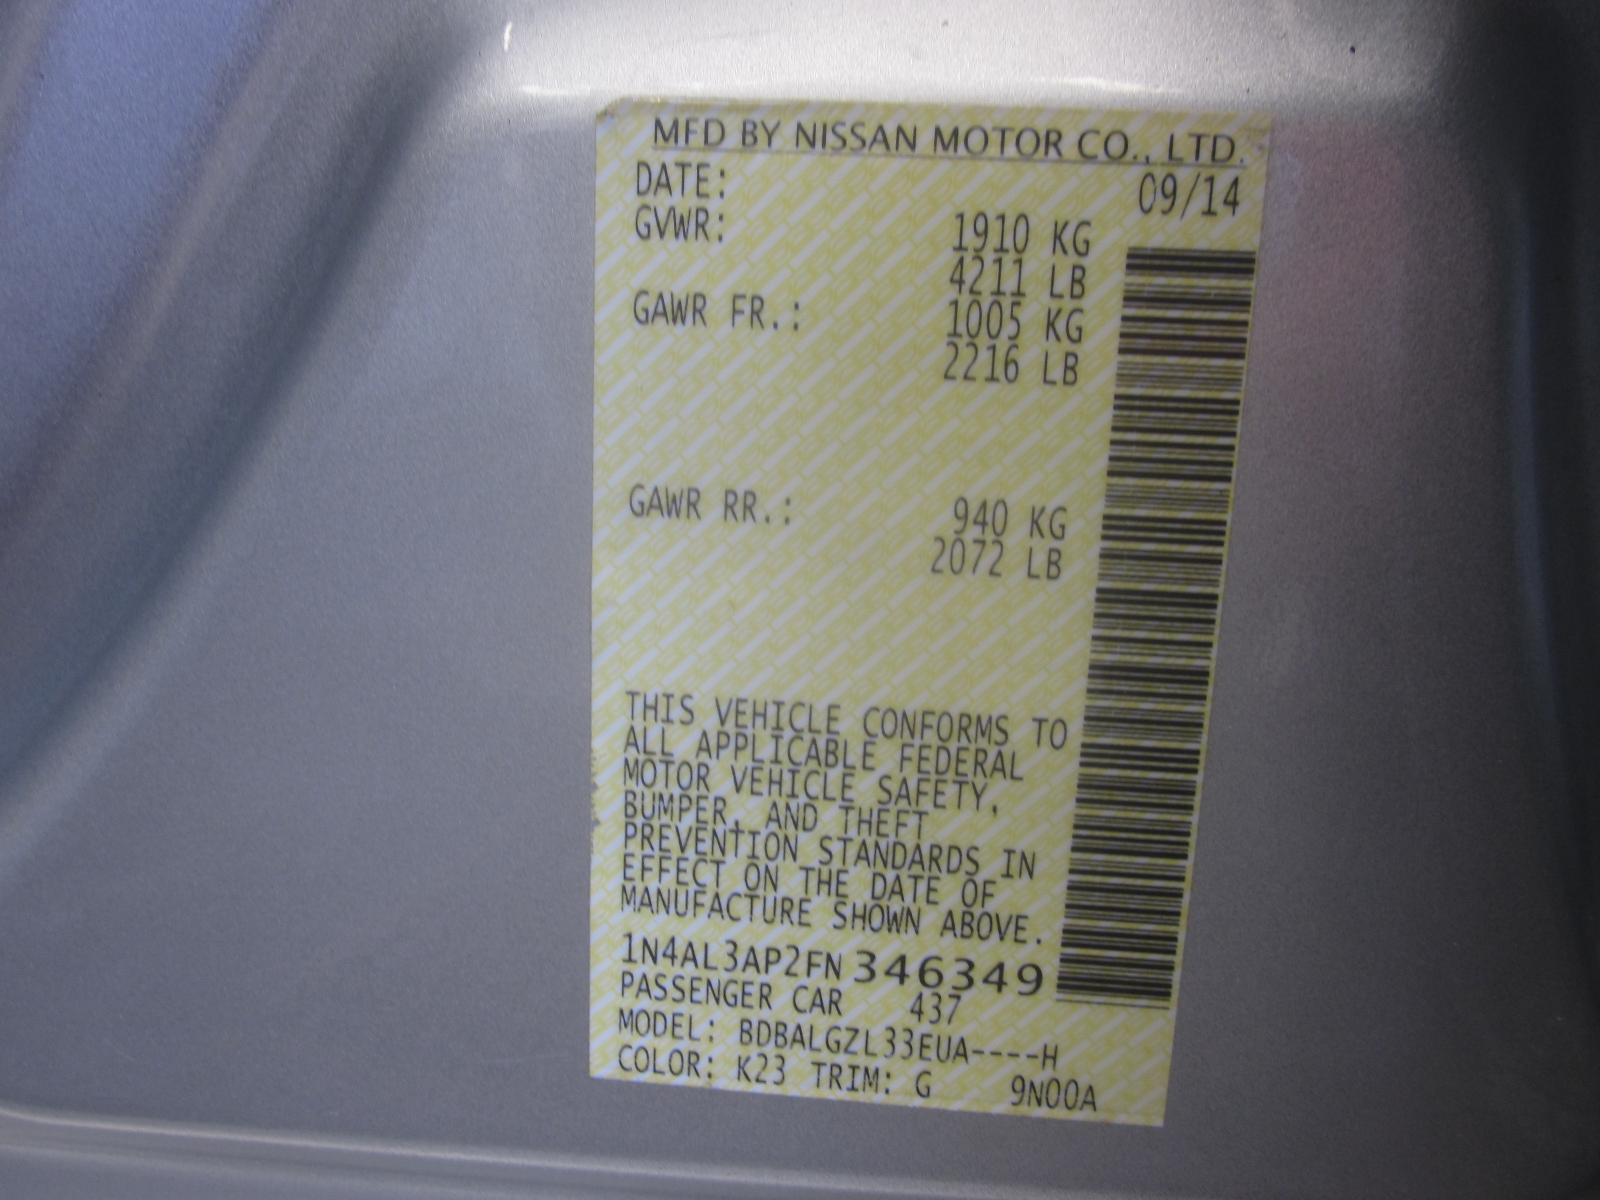 MFD BY NISSAN MOTOR CO., LTD.
DATE: 09/14
GVWR: 1910 KG
4211 LB
GAWR FR.: 1005 KG
2216 LB
GAWR RR.: 940 KG
2072 LB
THIS VEHICLE CONFORMS TO
ALL APPLICABLE FEDERAL
MOTOR VEHICLE SAFETY,
BUMPER, AND THEFT
PREVENTION STANDARDS IN
EFFECT ON THE DATE OF
MANUFACTURE SHOWN ABOVE.
1N4AL3AP2FN 346349
PASSENGER CAR 437
MODEL: BDBALGZL33EUA----H
COLOR: K23 TRIM: G 9N00A